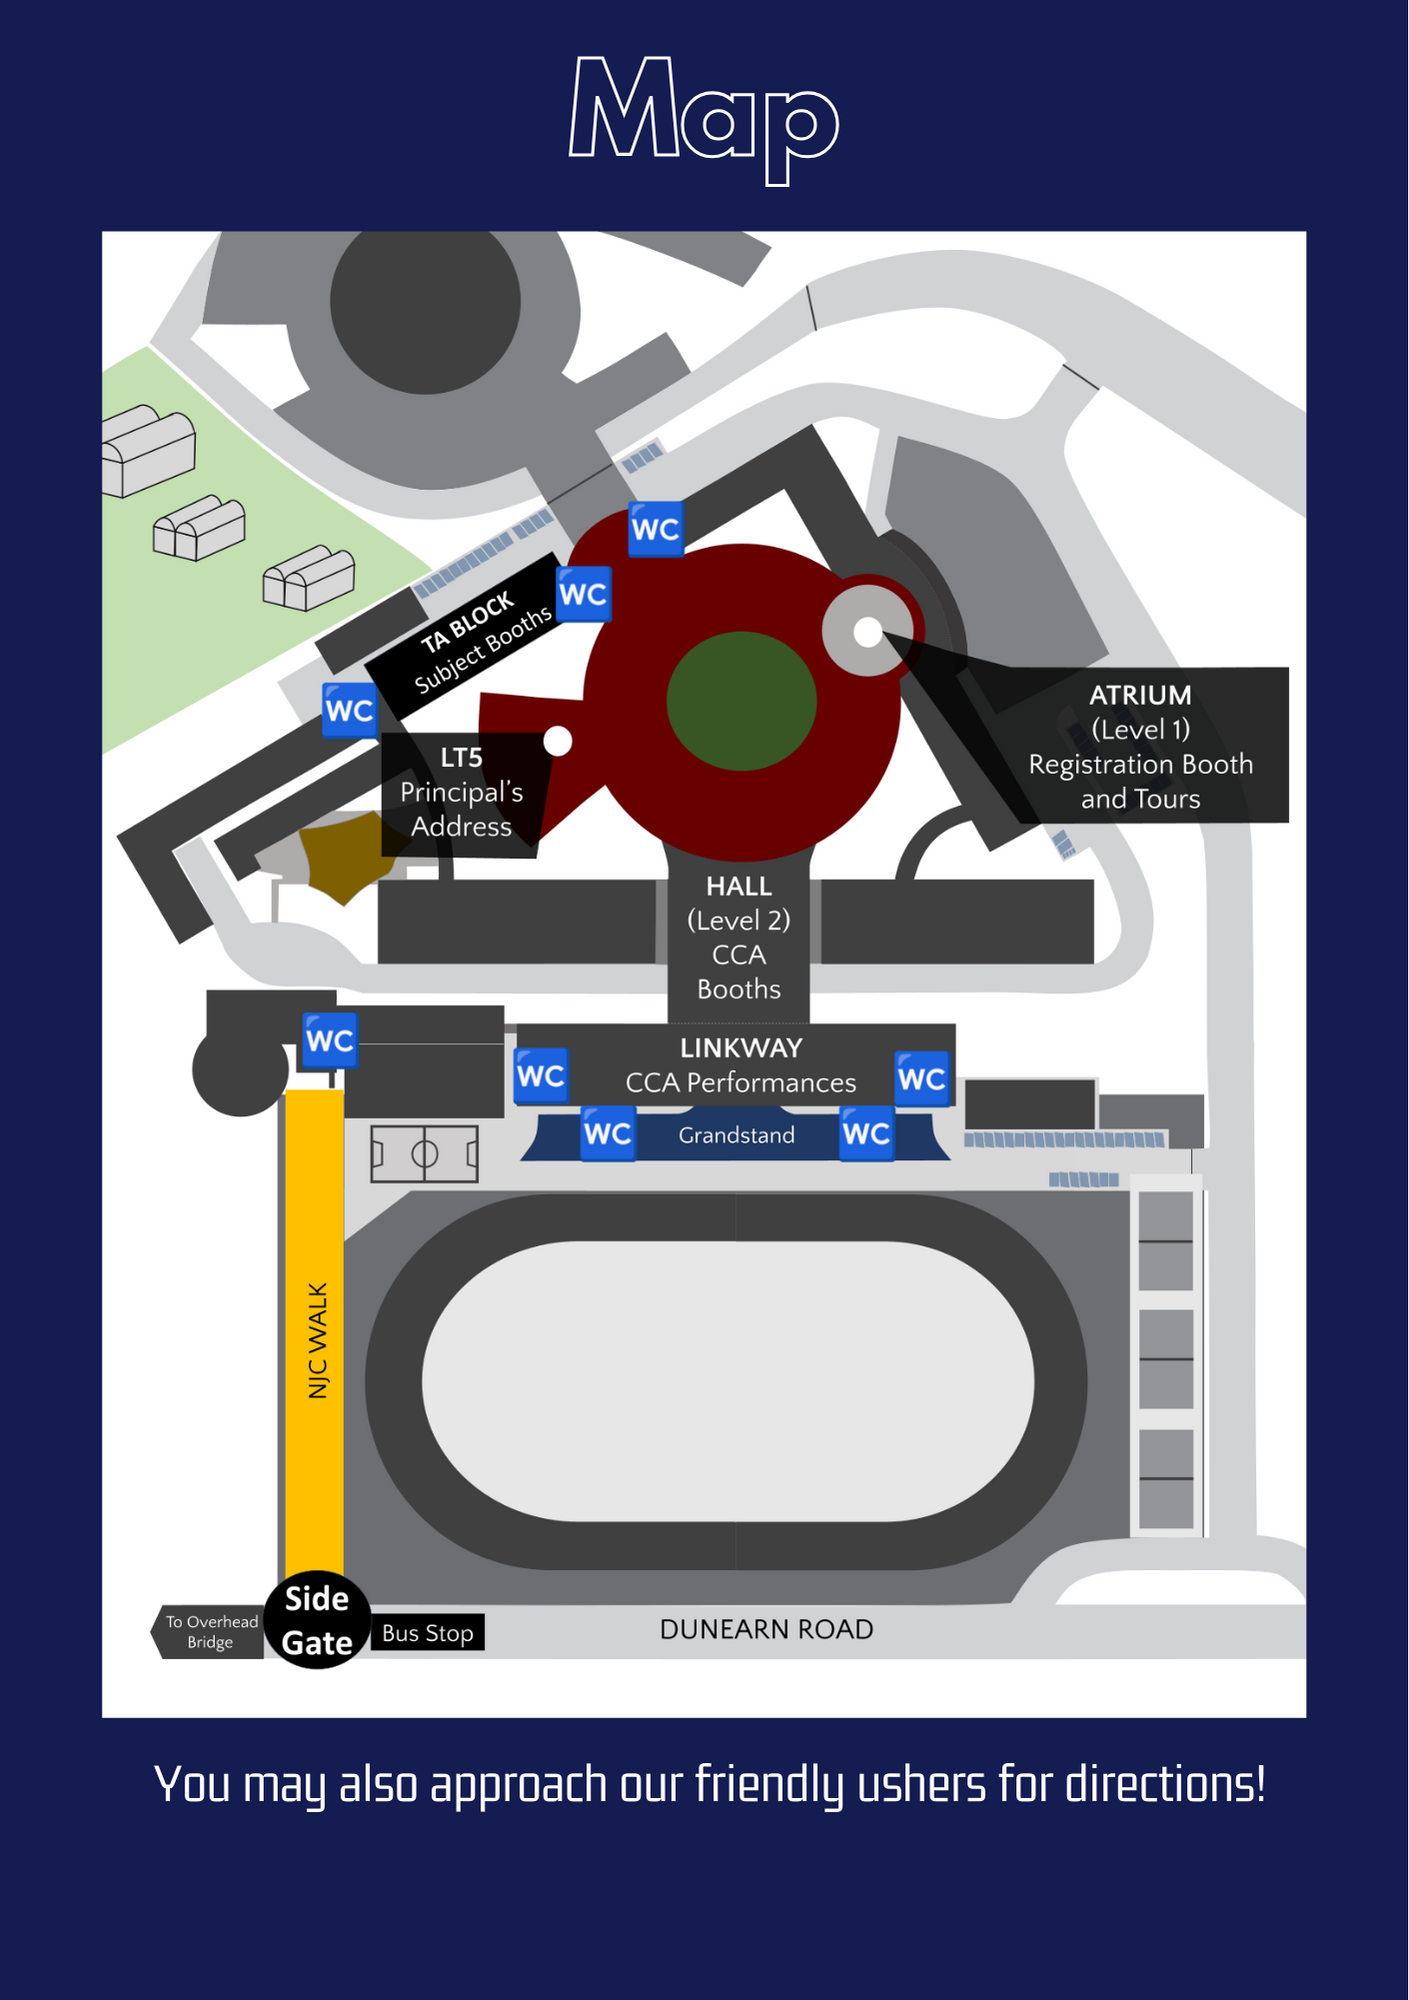 Map
WC
WC
TA BLOCK
Subject Booths
WC
ATRIUM
(Level 1)
Registration Booth
and Tours
LT5
Principal's
Address
HALL
(Level 2)
CCA
Booths
WC
LINKWAY
CCA Performances
WC
WC
WC
Grandstand
WC
NJC WALK
Side
Gate
To Overhead
Bridge
Bus Stop
DUNEARN ROAD
You may also approach our friendly ushers for directions!